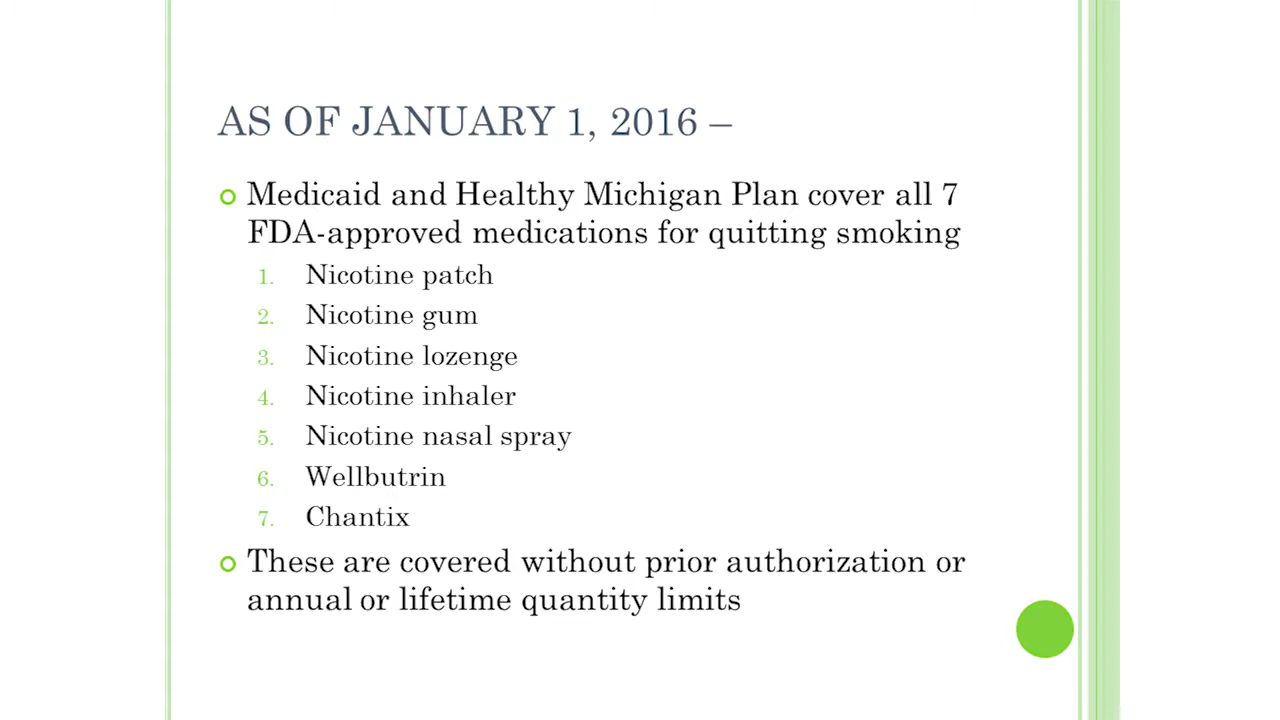 AS OF JANUARY 1, 2016 –
Medicaid and Healthy Michigan Plan cover all 7
FDA-approved medications for quitting smoking
1. Nicotine patch
2. Nicotine gum
3. Nicotine lozenge
4. Nicotine inhaler
5. Nicotine nasal spray
6. Wellbutrin
7. Chantix
These are covered without prior authorization or
annual or lifetime quantity limits